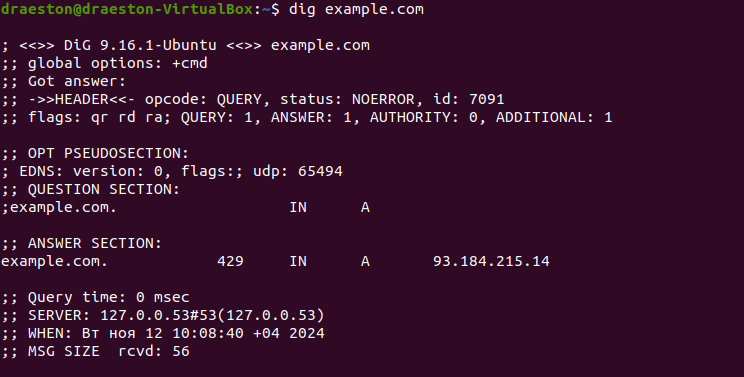 draeston@draeston-VirtualBox:~$ dig example.com
; <<>> DiG 9.16.1-Ubuntu <<>> example.com
;; global options: +cmd
;; Got answer:
;; ->>HEADER<<- opcode: QUERY, status: NOERROR, id: 7091
;; flags: qr rd ra; QUERY: 1, ANSWER: 1, AUTHORITY: 0, ADDITIONAL: 1
;; OPT PSEUDOSECTION:
; EDNS: version: 0, flags:; udp: 65494
;; QUESTION SECTION:
;example.com. IN A
;; ANSWER SECTION:
example.com. 429 IN A 93.184.215.14
;; Query time: 0 msec
;; SERVER: 127.0.0.53#53(127.0.0.53)
;; WHEN: Вт ноя 12 10:08:40 +04 2024
;; MSG SIZE rcvd: 56